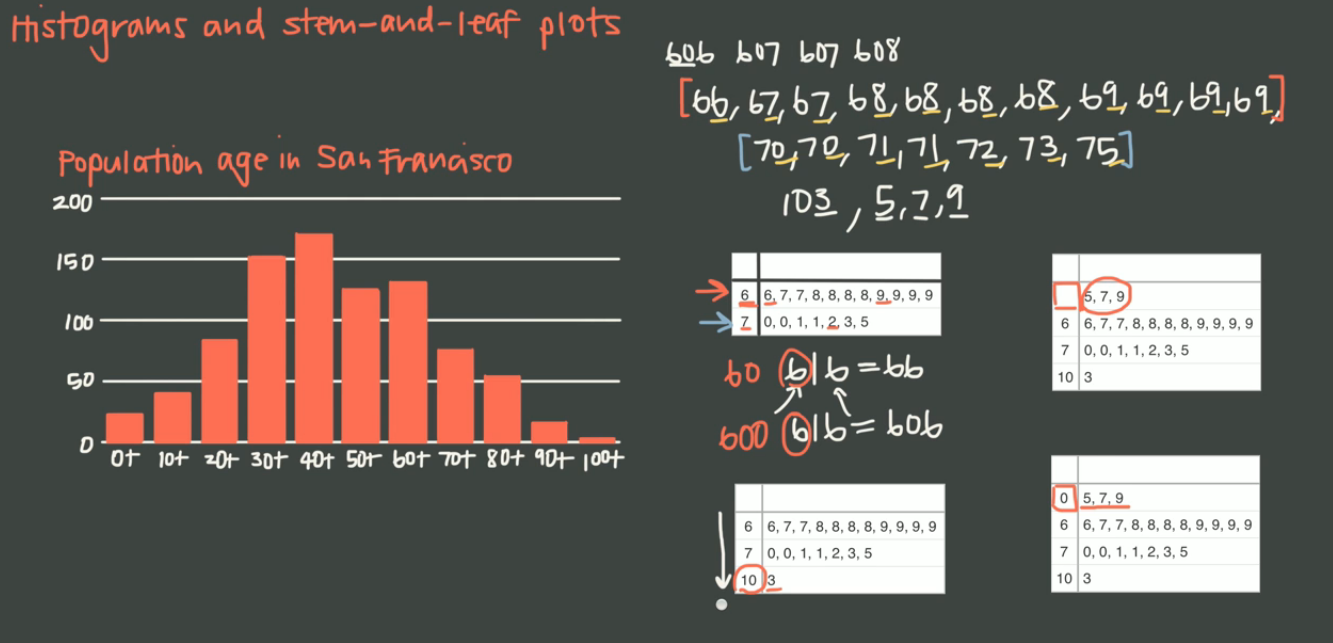 Histograms and stem-and-leaf plots
Population age in San Francisco
200
150
100
50
0
0+ 10+ 20+ 30+ 40+ 50+ 60+ 70+ 80+ 90+ 100+
606 607 607 608
[66, 67, 67, 68, 68, 68, 68, 69, 69, 69, 69,]
[70, 70, 71, 71, 72, 73, 75]
103, 5, 7, 9
6 6, 7, 7, 8, 8, 8, 8, 9, 9, 9, 9
7 0, 0, 1, 1, 2, 3, 5
60 6|6 = 66
600 6|6 = 606
6 6, 7, 7, 8, 8, 8, 8, 9, 9, 9, 9
7 0, 0, 1, 1, 2, 3, 5
10 3
5, 7, 9
6 6, 7, 7, 8, 8, 8, 8, 9, 9, 9, 9
7 0, 0, 1, 1, 2, 3, 5
10 3
0 5, 7, 9
6 6, 7, 7, 8, 8, 8, 8, 9, 9, 9, 9
7 0, 0, 1, 1, 2, 3, 5
10 3